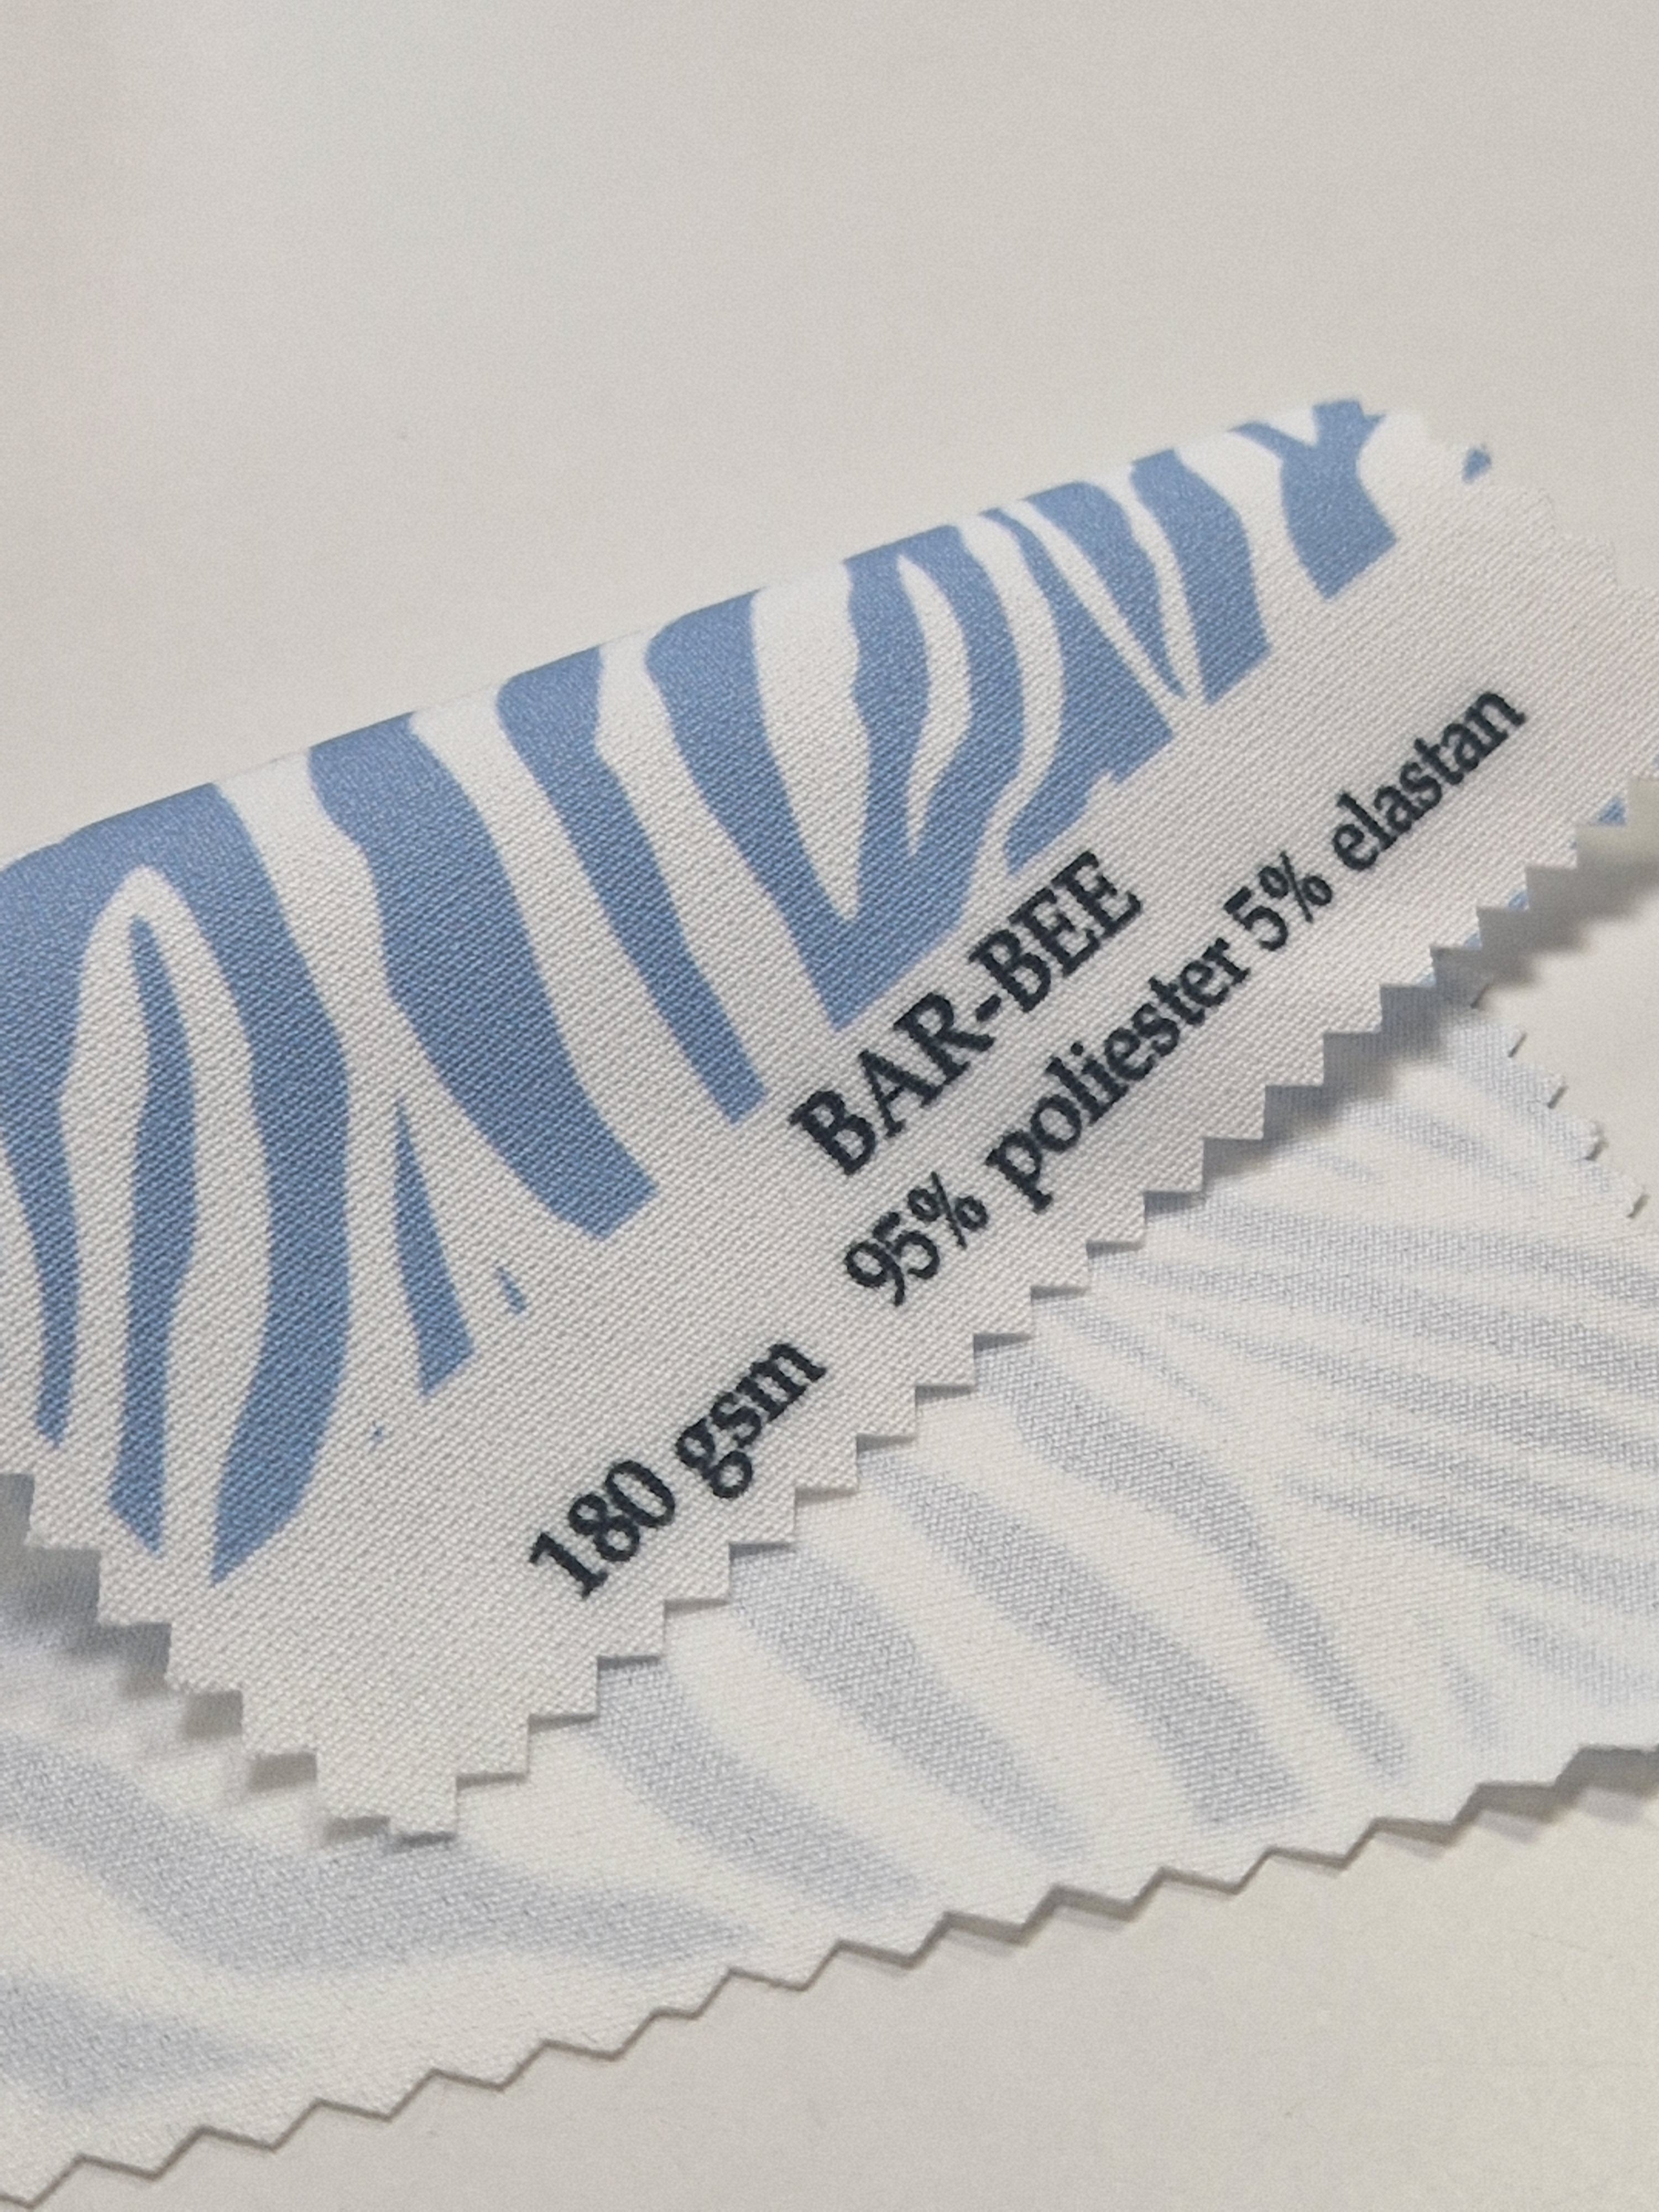 BAR-BEE
95% poliester 5% elastan
180 gsm